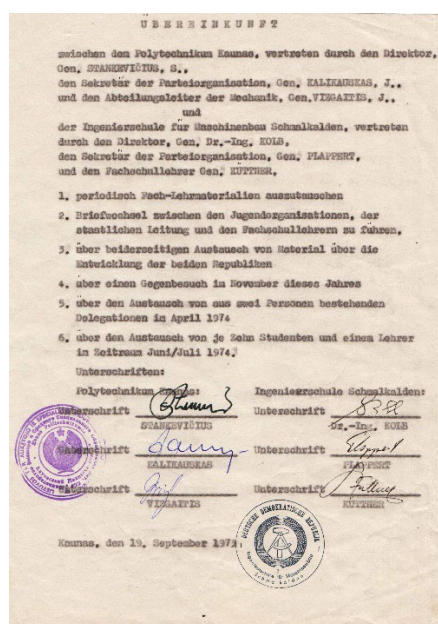 ÜBEREINKUNFT
zwischen dem Polytechnikum Kaunas, vertreten durch den Direktor,
Gen. STANKEVIČIUS, S.,
den Sekretär der Parteiorganisation, Gen. KALIKAUSKAS, J.,
und den Abteilungsleiter der Mechanik, Gen. VIZGAITIS, J.,
und
der Ingenierschule für Maschinenbau Schmalkalden, vertreten
durch den Direktor, Gen. Dr.-Ing. KOLB,
den Sekretär der Parteiorganisation, Gen. PLAPPERT,
und den Fachschullehrer Gen. KÜTTNER,
1. periodisch Fach-Lehrmaterialien auszutauschen
2. Briefwechsel zwischen den Jugendorganisationen, der
staatlichen Leitung und den Fachschullehrern zu führen,
3. über beiderseitigen Austausch von Material über die
Entwicklung der beiden Republiken
4. über einen Gegenbesuch im November dieses Jahres
5. über den Austausch von aus zwei Personen bestehenden
Delegationen im April 1974
6. über den Austausch von je Zehn Studenten und einem Lehrer
im Zeitraum Juni/Juli 1974.
Unterschriften:
Polytechnikum Kaunas: Ingenierschule Schmalkalden:
Unterschrift Unterschrift
STANKEVIČIUS Dr.-Ing. KOLB
Unterschrift Unterschrift
KALIKAUSKAS PLAPPERT
Unterschrift Unterschrift
VIZGAITIS KÜTTNER
Kaunas, den 19. September 1973
DEUTSCHE DEMOKRATISCHE REPUBLIK